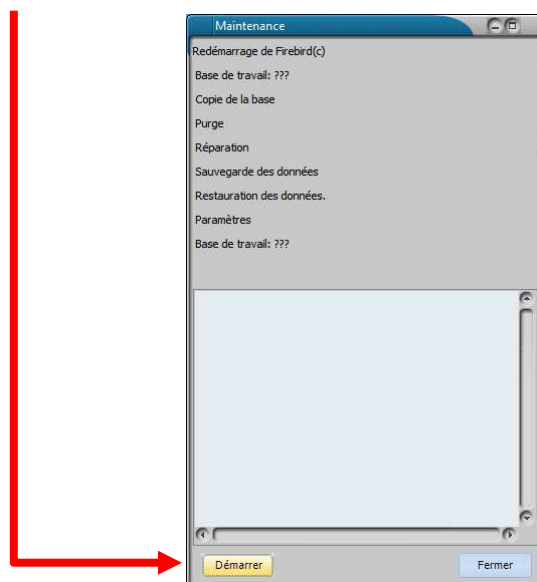 Maintenance
Redémarrage de Firebird(c)
Base de travail: ???
Copie de la base
Purge
Réparation
Sauvegarde des données
Restauration des données.
Paramètres
Base de travail: ???
Démarrer
Fermer